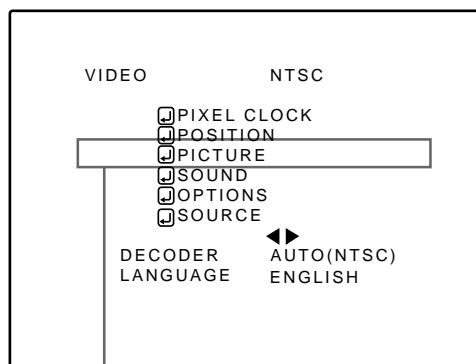 VIDEO NTSC
PIXEL CLOCK
POSITION
PICTURE
SOUND
OPTIONS
SOURCE
DECODER AUTO(NTSC)
LANGUAGE ENGLISH